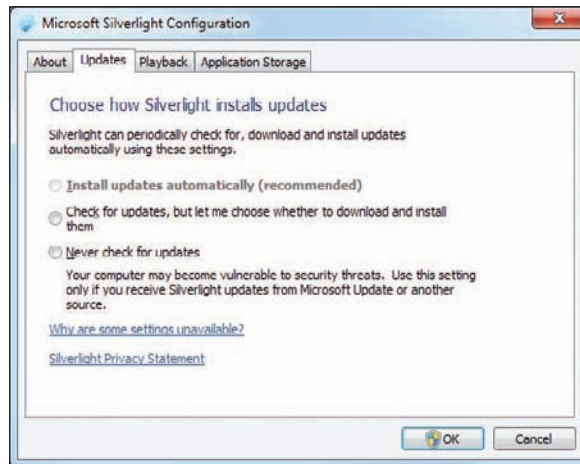 Microsoft Silverlight Configuration
About Updates Playback Application Storage
Choose how Silverlight installs updates
Silverlight can periodically check for, download and install updates
automatically using these settings.
Install updates automatically (recommended)
Check for updates, but let me choose whether to download and install
them
Never check for updates
Your computer may become vulnerable to security threats. Use this setting
only if you receive Silverlight updates from Microsoft Update or another
source.
Why are some settings unavailable?
Silverlight Privacy Statement
OK Cancel